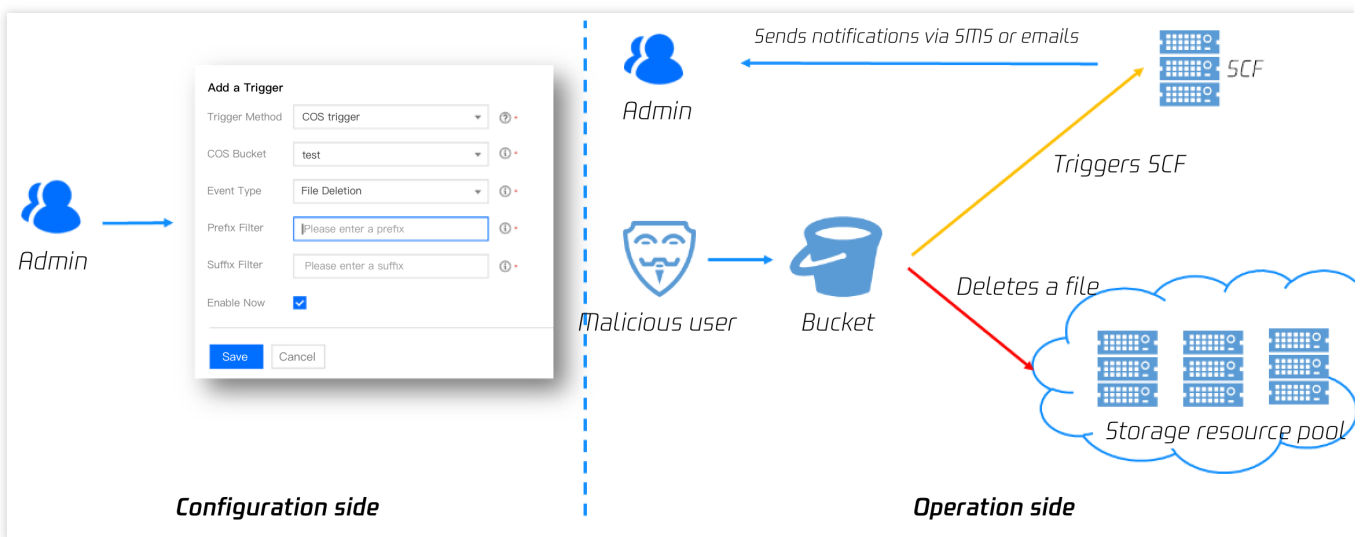 Admin
Add a Trigger
Trigger Method COS trigger
COS Bucket test
Event Type File Deletion
Prefix Filter Please enter a prefix
Suffix Filter Please enter a suffix
Enable Now
Save Cancel
Configuration side
Sends notifications via SMS or emails
Admin
SCF
Triggers SCF
Malicious user
Bucket
Deletes a file
Storage resource pool
Operation side